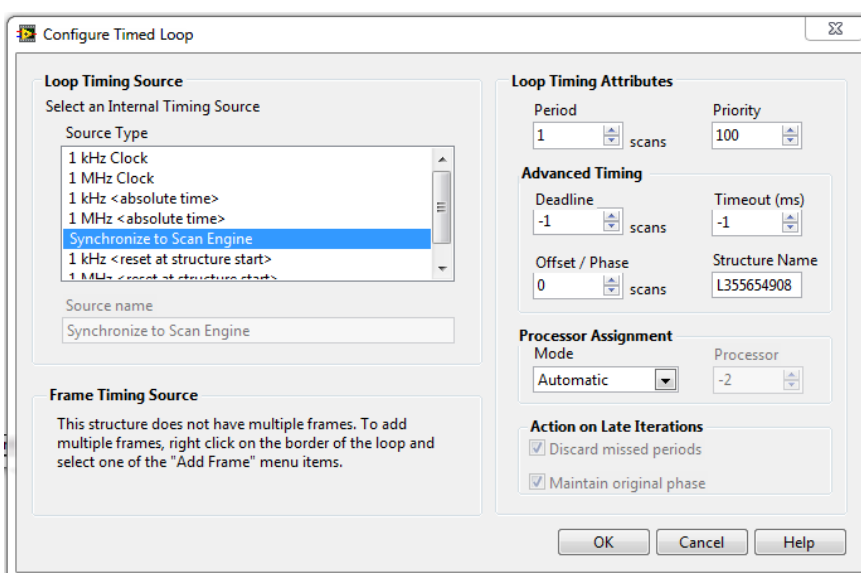 Configure Timed Loop
Loop Timing Source
Select an Internal Timing Source
Source Type
1 kHz Clock
1 MHz Clock
1 kHz <absolute time>
1 MHz <absolute time>
Synchronize to Scan Engine
1 kHz <reset at structure start>
1 MHz <reset at structure start>
Source name
Synchronize to Scan Engine
Frame Timing Source
This structure does not have multiple frames. To add
multiple frames, right click on the border of the loop and
select one of the "Add Frame" menu items.
Loop Timing Attributes
Period Priority
1 scans 100
Advanced Timing
Deadline Timeout (ms)
-1 scans -1
Offset / Phase Structure Name
0 scans L355654908
Processor Assignment
Mode Processor
Automatic -2
Action on Late Iterations
Discard missed periods
Maintain original phase
OK Cancel Help